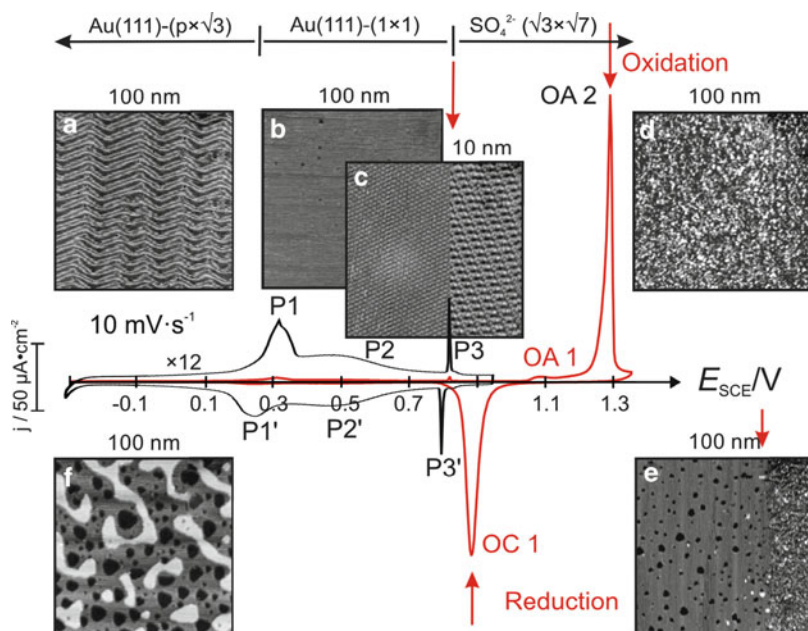 Au(111)-(p×√3) Au(111)-(1×1) SO₄²⁻ (√3×√7)
Oxidation
OA 2
100 nm 100 nm 100 nm
a b d
10 nm
c
P1
10 mV·s⁻¹
P2 P3 OA 1
×12
j / 50 µA•cm⁻²
E_SCE/V
-0.1 0.1 0.3 0.5 0.7 1.1 1.3
P1' P2'
P3'
100 nm 100 nm
f e
OC 1
Reduction